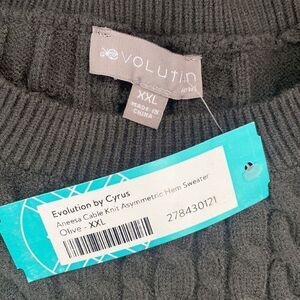 evolution
XXL
MADE IN
CHINA
Evolution by Cyrus
Aneesa Cable Knit Asymmetric Hem Sweater
Olive - XXL
278430121